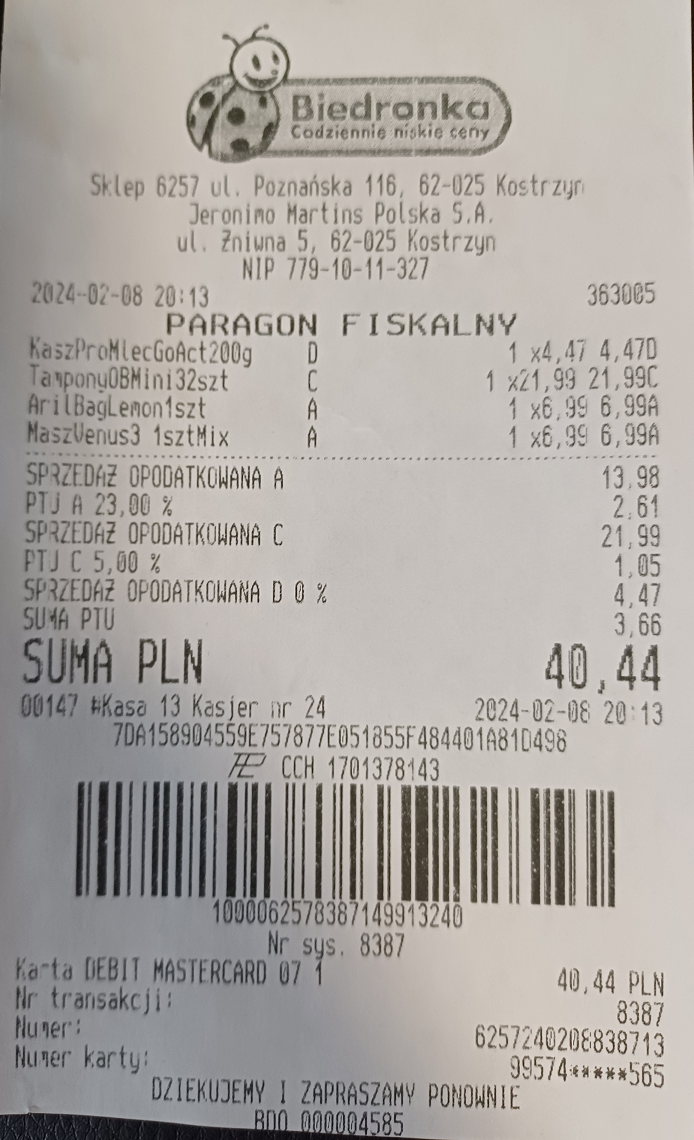 Biedronka
Codziennie niskie ceny
Sklep 6257 ul. Poznańska 116, 62-025 Kostrzyn
Jeronimo Martins Polska S.A.
ul. Żniwna 5, 62-025 Kostrzyn
NIP 779-10-11-327
2024-02-08 20:13 363005
PARAGON FISKALNY
KaszProMlecGoAct200g D 1 x4,47 4,47D
TamponyOBMini32szt C 1 x21,99 21,99C
ArilBagLemon1szt A 1 x6,99 6,99A
MaszVenus3 1sztMix A 1 x6,99 6,99A
SPRZEDAŻ OPODATKOWANA A 13,98
PTU A 23,00 % 2,61
SPRZEDAŻ OPODATKOWANA C 21,99
PTU C 5,00 % 1,05
SPRZEDAŻ OPODATKOWANA D 0 % 4,47
SUMA PTU 3,66
SUMA PLN 40,44
00147 #Kasa 13 Kasjer nr 24 2024-02-08 20:13
7DA158904559E757877E051855F484401A81D498
CCH 1701378143
1000062578387149913240
Nr sys. 8387
Karta DEBIT MASTERCARD 07 1 40,44 PLN
Nr transakcji: 8387
Numer: 6257240208838713
Numer karty: 99574*****565
DZIEKUJEMY I ZAPRASZAMY PONOWNIE
BDO 000004585